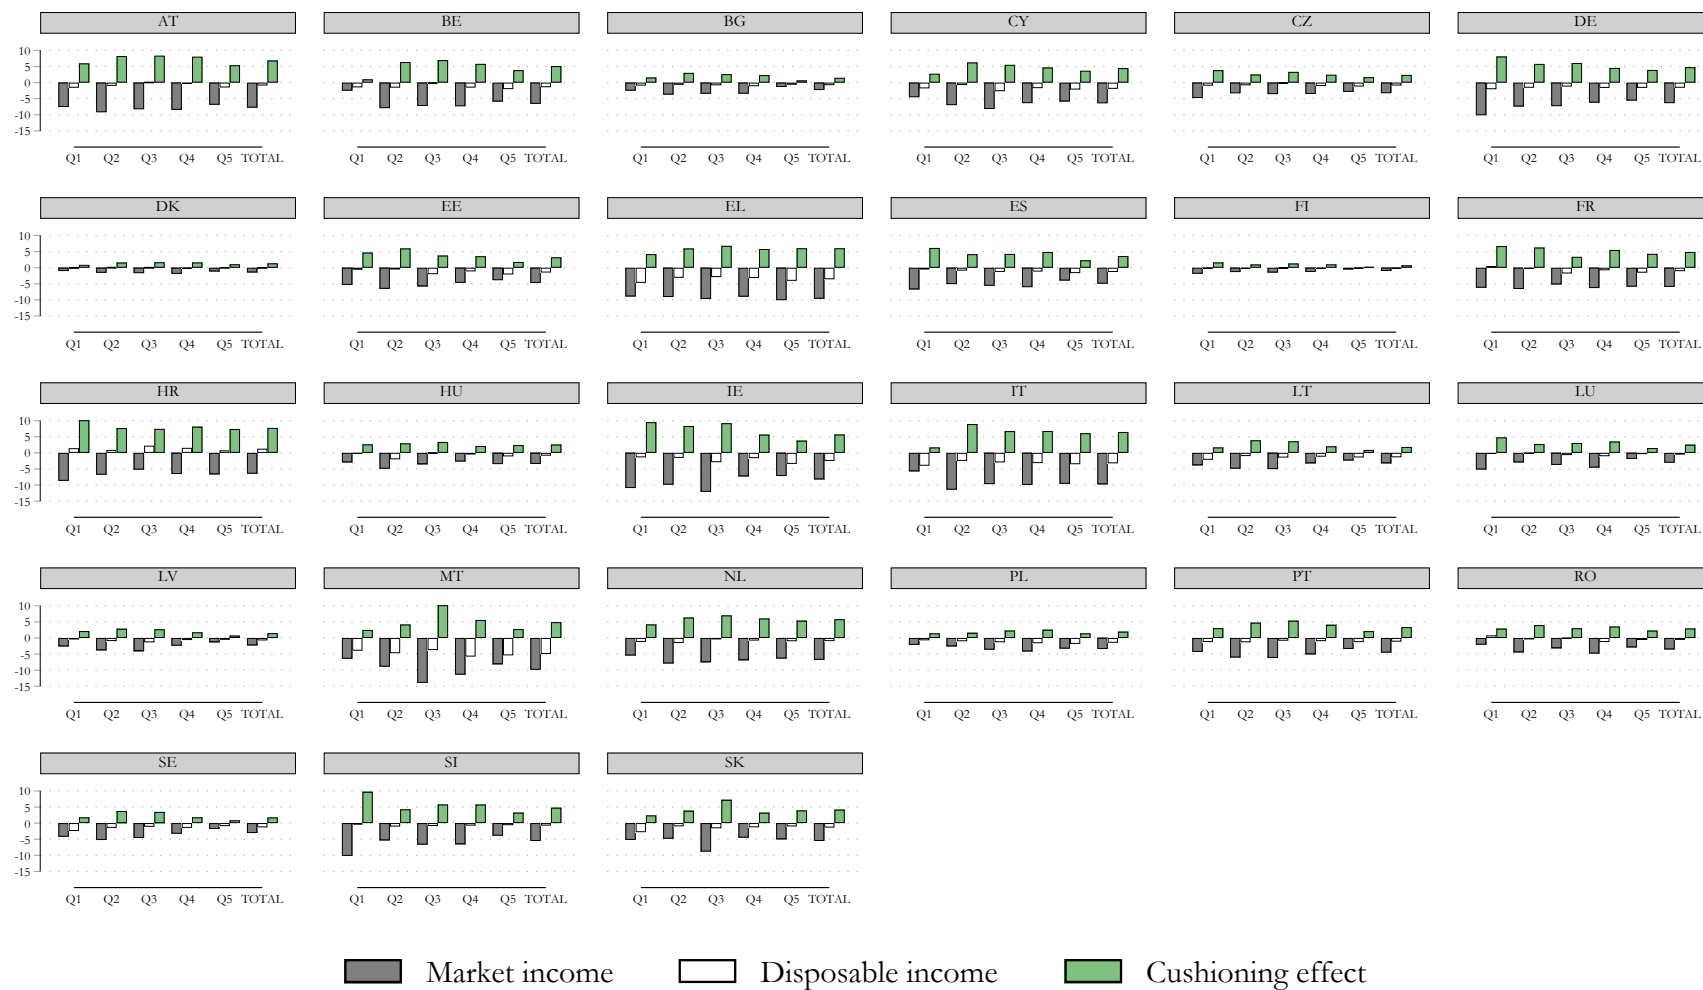 AT BE BG CY CZ DE
10
5
0
-5
-10
-15
Q1 Q2 Q3 Q4 Q5 TOTAL Q1 Q2 Q3 Q4 Q5 TOTAL Q1 Q2 Q3 Q4 Q5 TOTAL Q1 Q2 Q3 Q4 Q5 TOTAL Q1 Q2 Q3 Q4 Q5 TOTAL Q1 Q2 Q3 Q4 Q5 TOTAL
DK EE EL ES FI FR
10
5
0
-5
-10
-15
Q1 Q2 Q3 Q4 Q5 TOTAL Q1 Q2 Q3 Q4 Q5 TOTAL Q1 Q2 Q3 Q4 Q5 TOTAL Q1 Q2 Q3 Q4 Q5 TOTAL Q1 Q2 Q3 Q4 Q5 TOTAL Q1 Q2 Q3 Q4 Q5 TOTAL
HR HU IE IT LT LU
10
5
0
-5
-10
-15
Q1 Q2 Q3 Q4 Q5 TOTAL Q1 Q2 Q3 Q4 Q5 TOTAL Q1 Q2 Q3 Q4 Q5 TOTAL Q1 Q2 Q3 Q4 Q5 TOTAL Q1 Q2 Q3 Q4 Q5 TOTAL Q1 Q2 Q3 Q4 Q5 TOTAL
LV MT NL PL PT RO
10
5
0
-5
-10
-15
Q1 Q2 Q3 Q4 Q5 TOTAL Q1 Q2 Q3 Q4 Q5 TOTAL Q1 Q2 Q3 Q4 Q5 TOTAL Q1 Q2 Q3 Q4 Q5 TOTAL Q1 Q2 Q3 Q4 Q5 TOTAL Q1 Q2 Q3 Q4 Q5 TOTAL
SE SI SK
10
5
0
-5
-10
-15
Q1 Q2 Q3 Q4 Q5 TOTAL Q1 Q2 Q3 Q4 Q5 TOTAL Q1 Q2 Q3 Q4 Q5 TOTAL
Market income Disposable income Cushioning effect